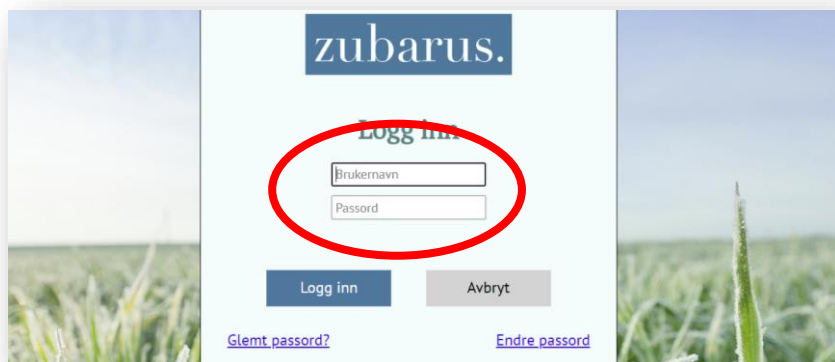 zubarus.
Logg inn
Brukernavn
Passord
Logg inn
Avbryt
Glemt passord?
Endre passord